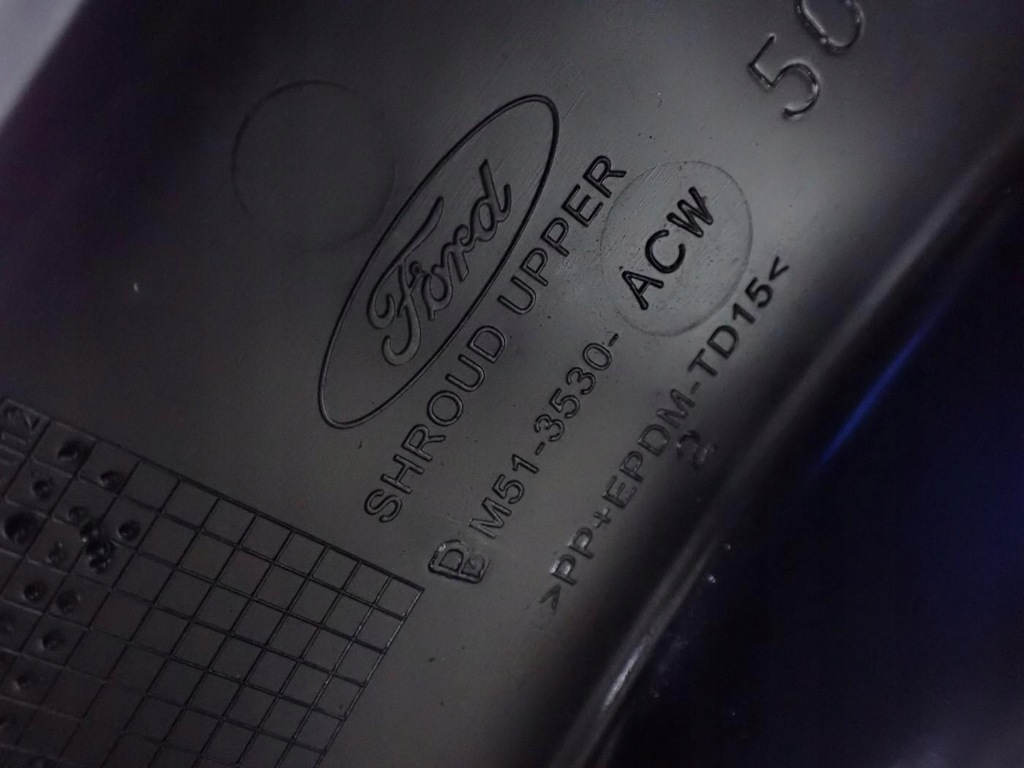 50
Ford
SHROUD UPPER
M51-3530-ACW
>PP+EPDM-TD15<
2